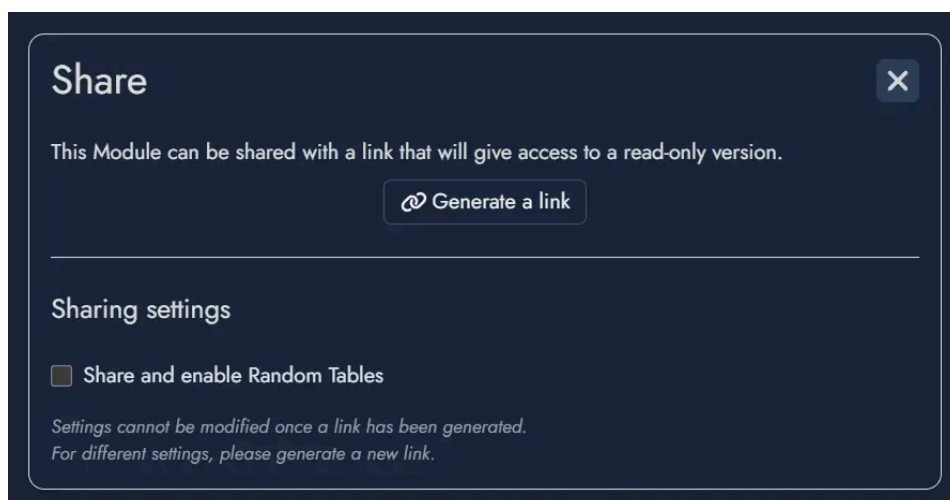 Share
This Module can be shared with a link that will give access to a read-only version.
Generate a link
Sharing settings
Share and enable Random Tables
Settings cannot be modified once a link has been generated.
For different settings, please generate a new link.